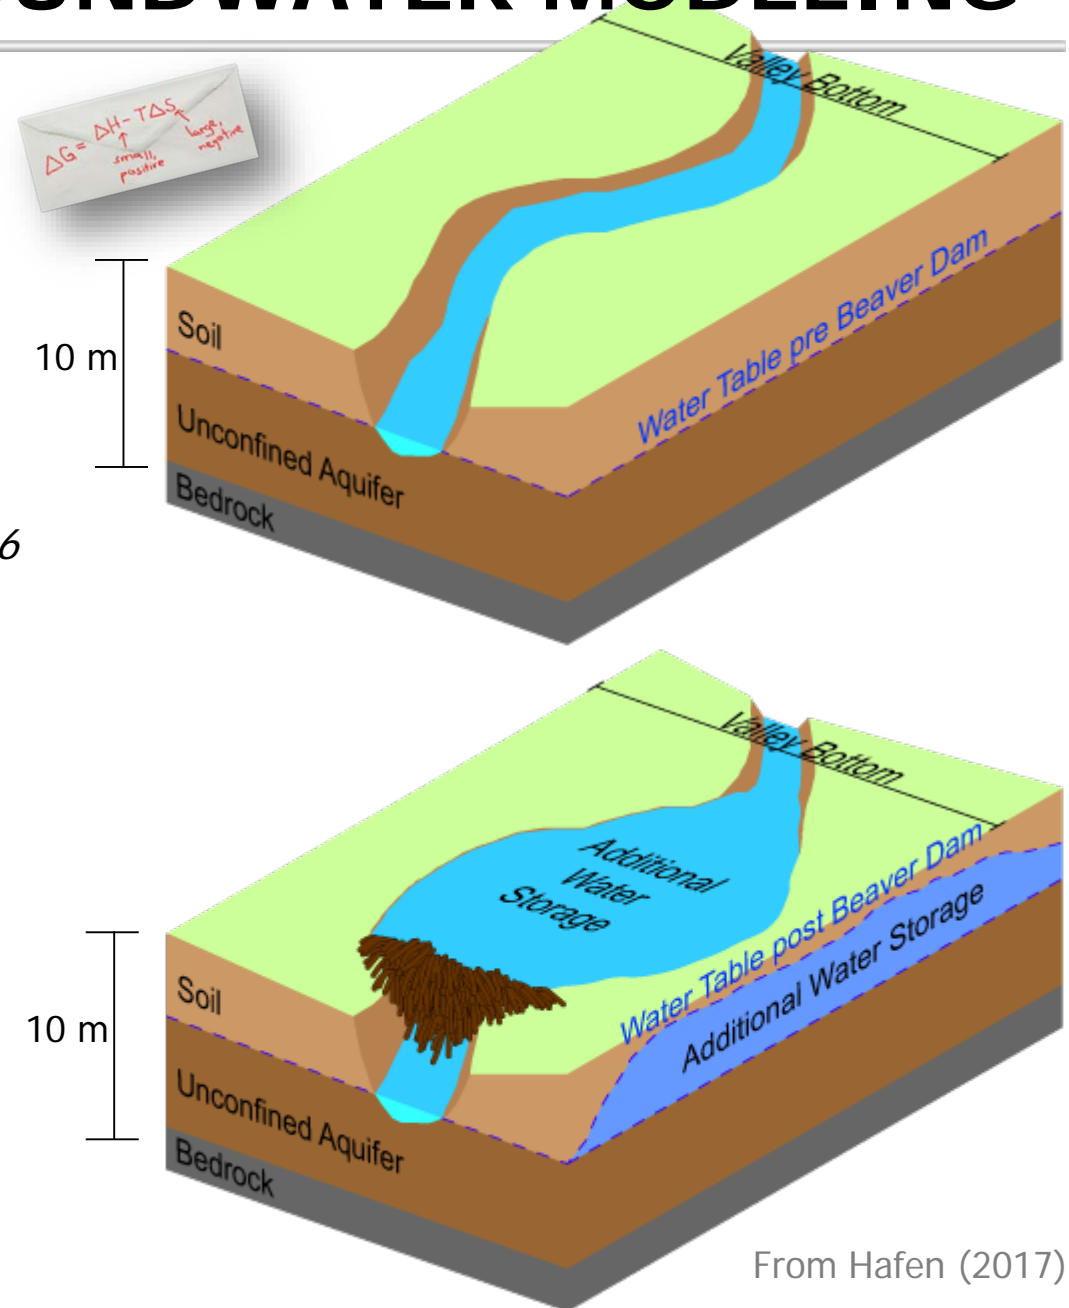 OUNDWATER MODELING
ΔG = ΔH - TΔS
small,
positive
large,
negative
Valley Bottom
10 m
Soil
Unconfined Aquifer
Bedrock
Water Table pre Beaver Dam
6
Valley Bottom
Additional
Water
Storage
Water Table post Beaver Dam
Additional Water Storage
10 m
Soil
Unconfined Aquifer
Bedrock
From Hafen (2017)